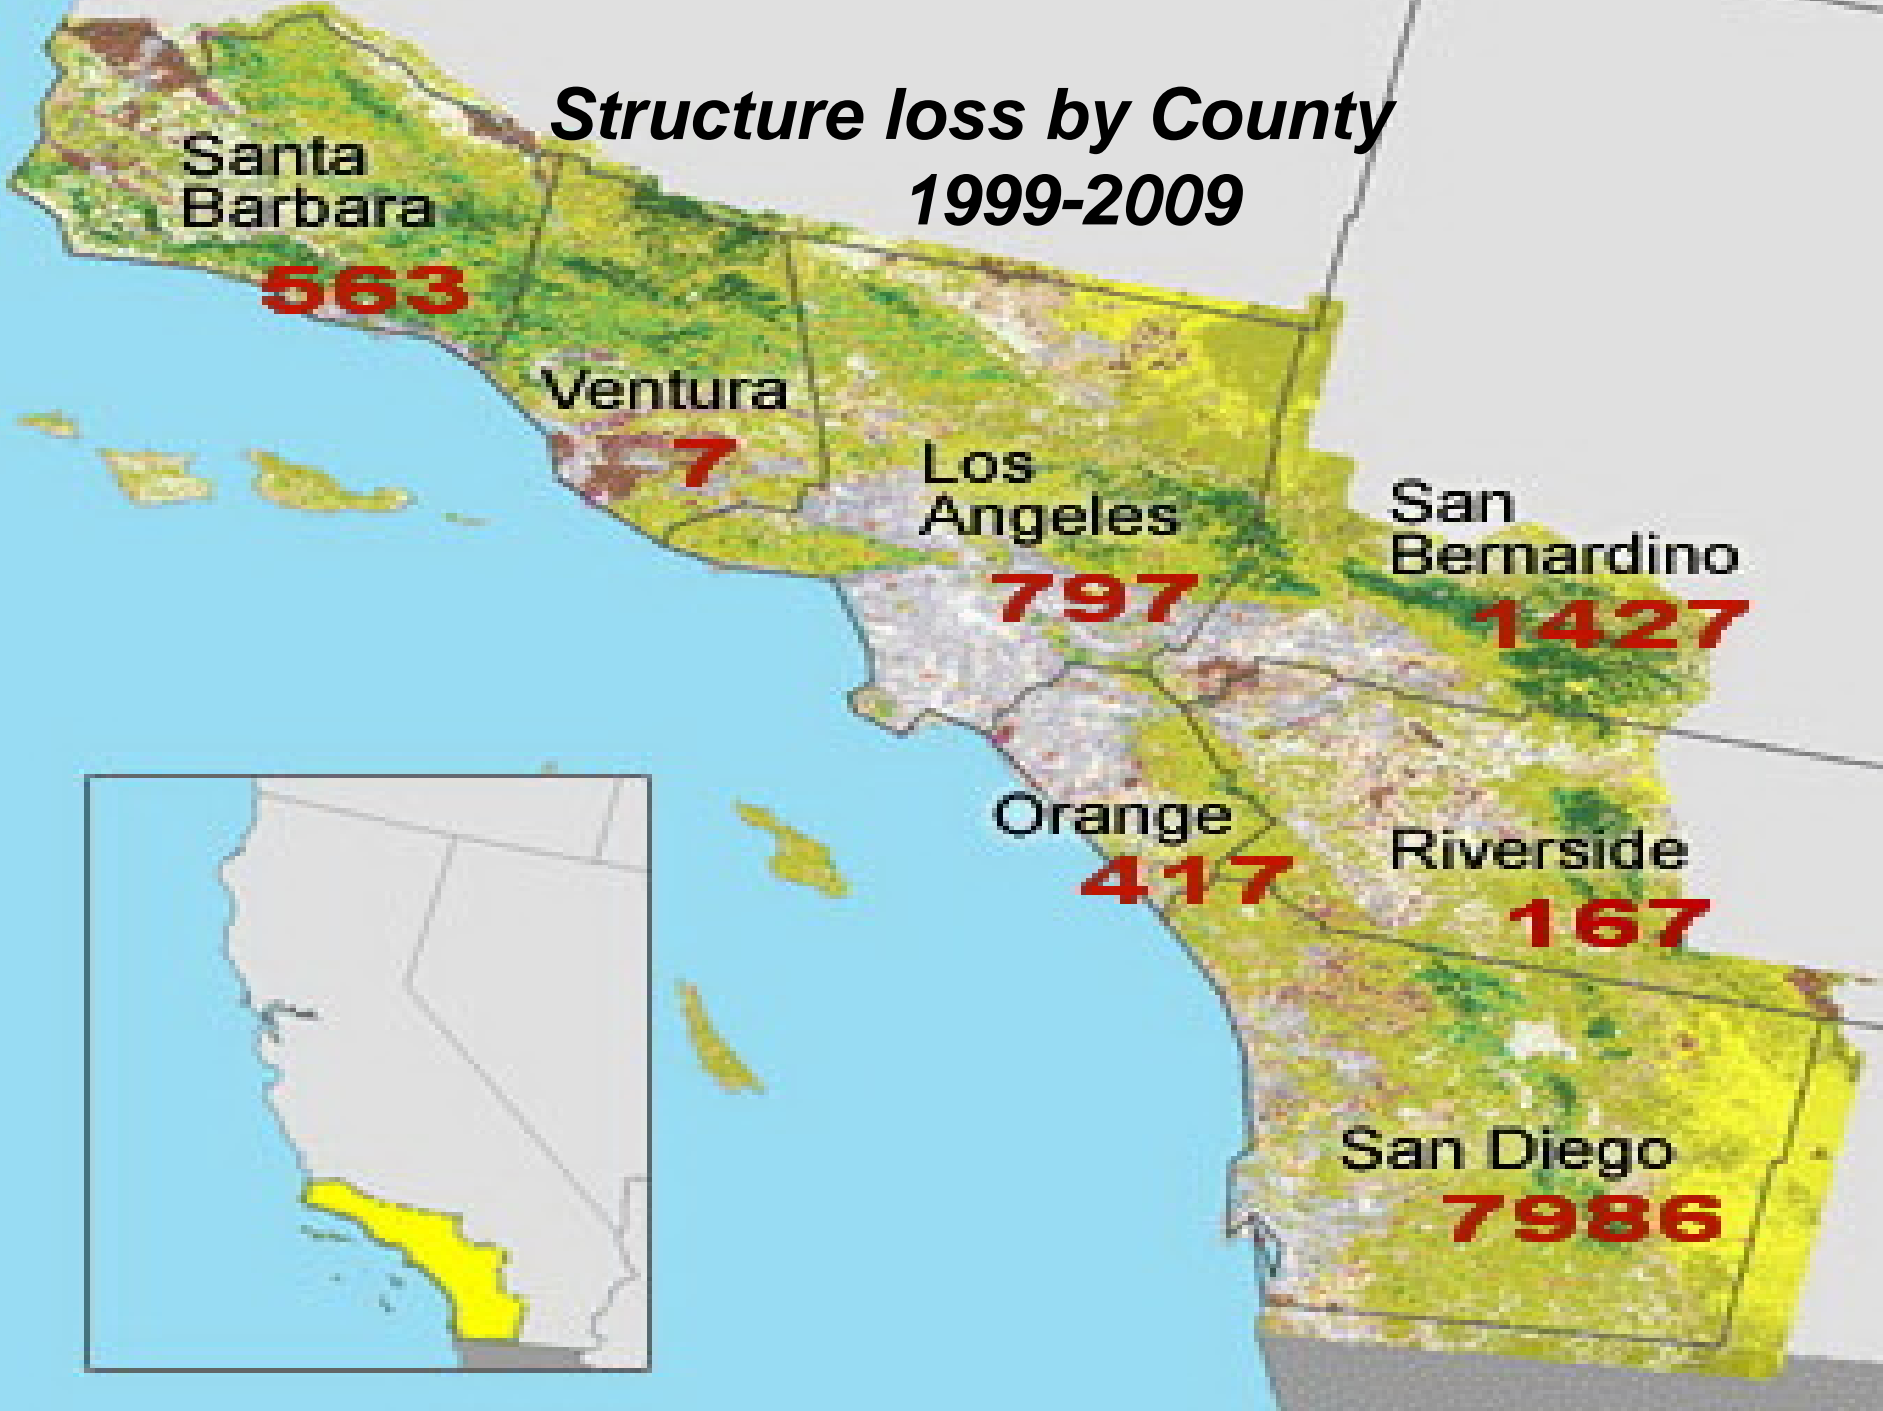 Structure loss by County
1999-2009
Santa
Barbara
563
Ventura
7
Los
Angeles
797
San
Bernardino
1427
Orange
417
Riverside
167
San Diego
7986